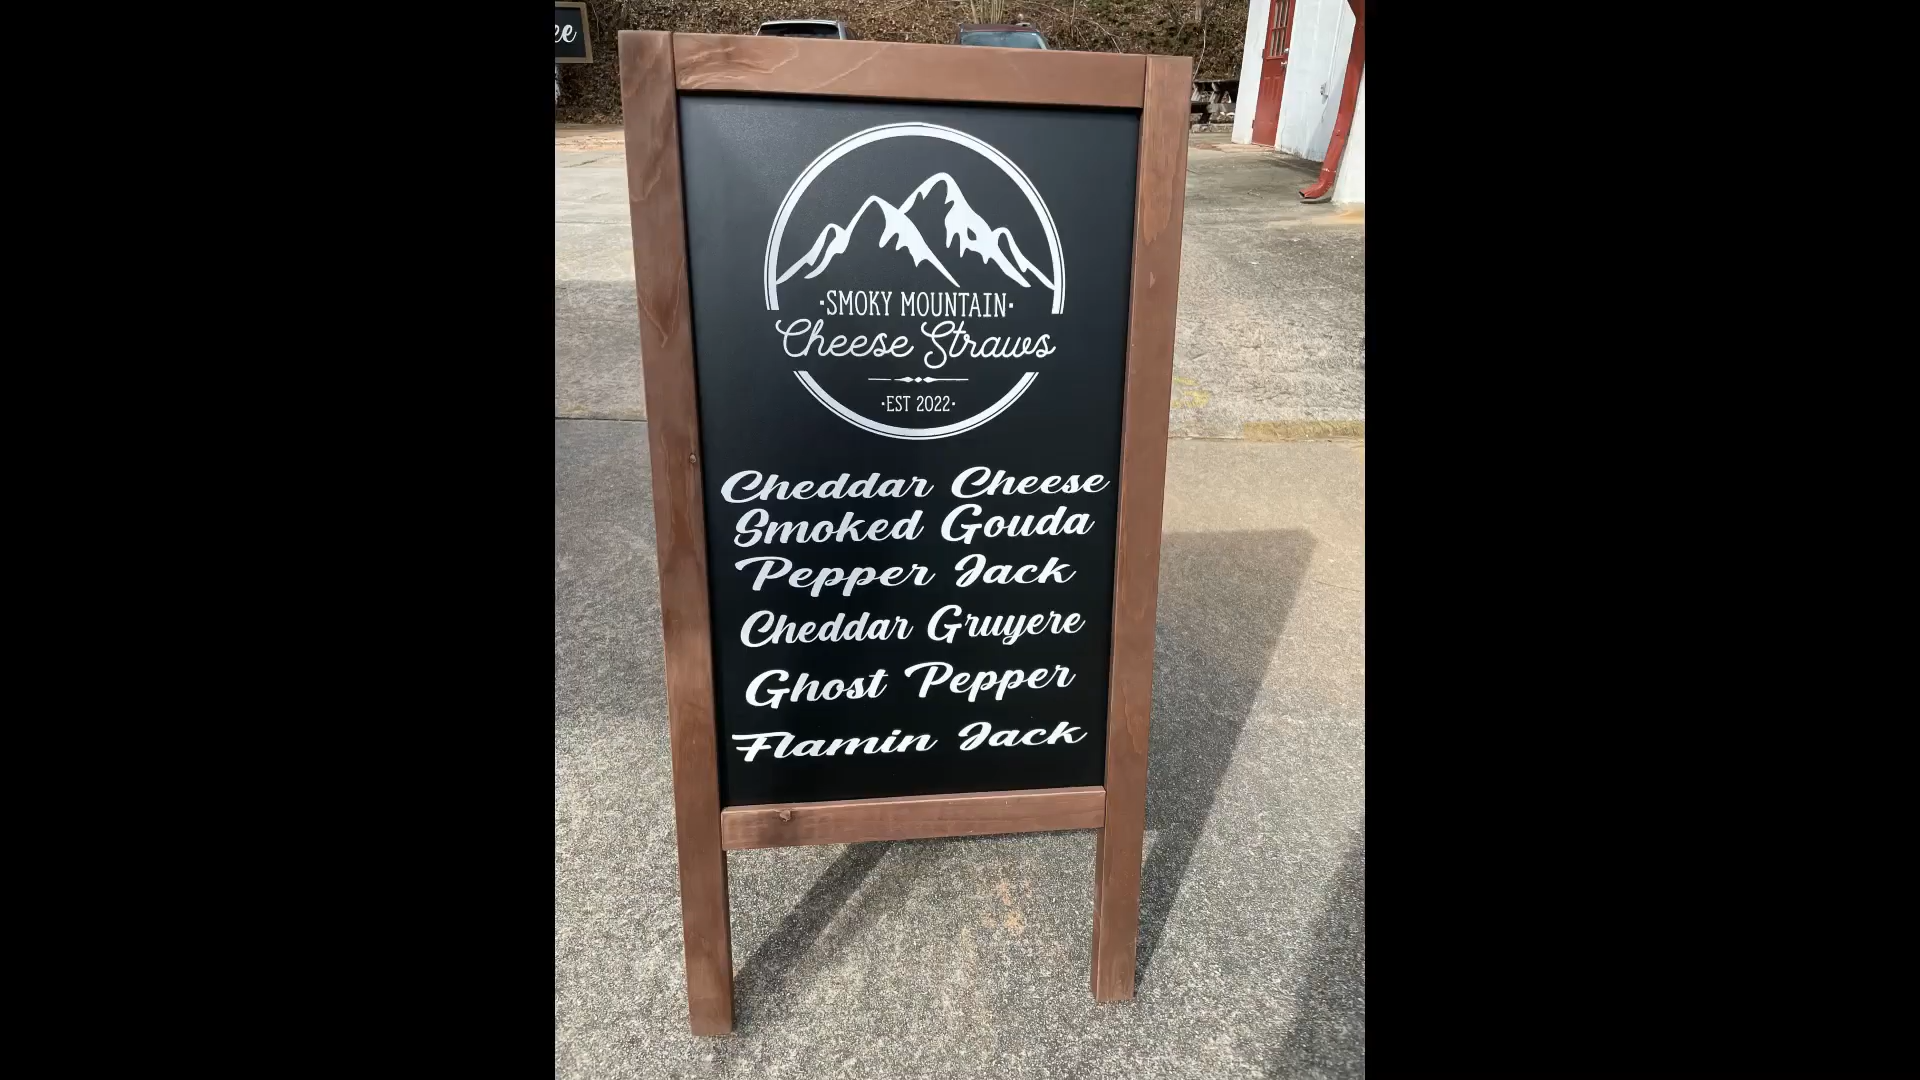 ·SMOKY MOUNTAIN·
Cheese Straws
·EST 2022·
Cheddar Cheese
Smoked Gouda
Pepper Jack
Cheddar Gruyere
Ghost Pepper
Flamin Jack